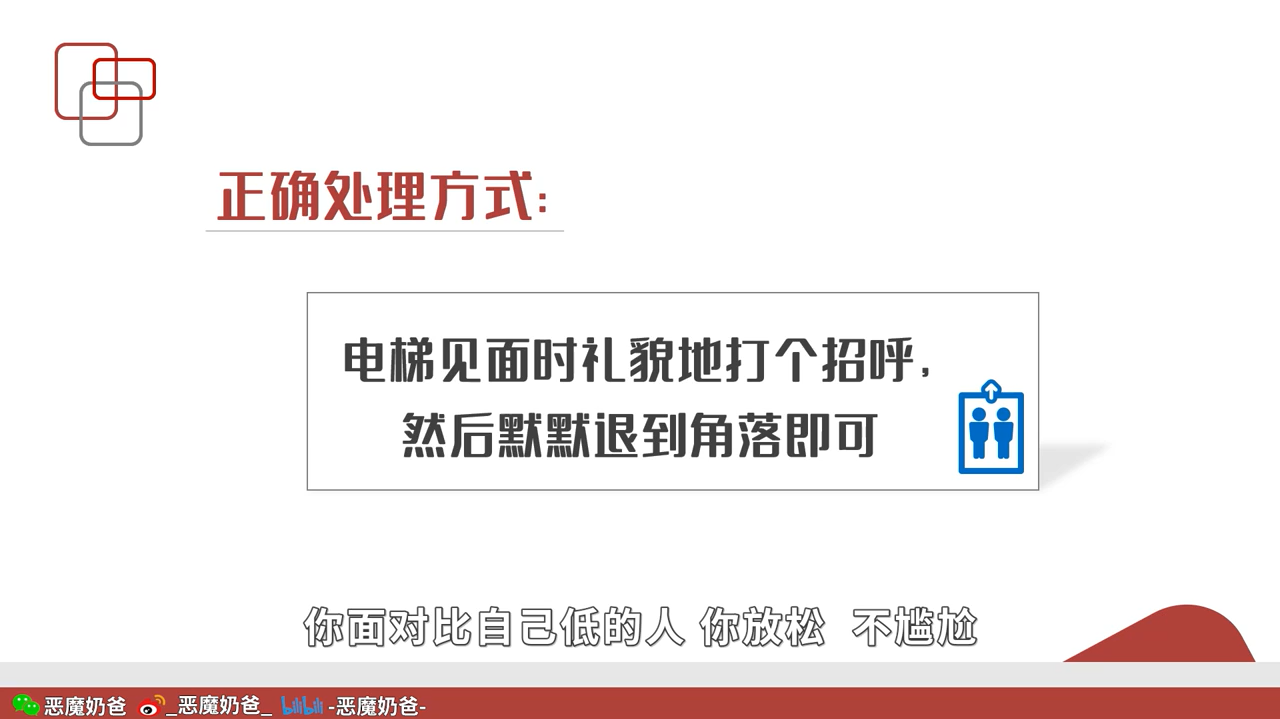 正确处理方式:
电梯见面时礼貌地打个招呼,
然后默默退到角落即可
你面对比自己低的人 你放松 不尴尬
恶魔奶爸 _恶魔奶爸_ bilibili -恶魔奶爸-